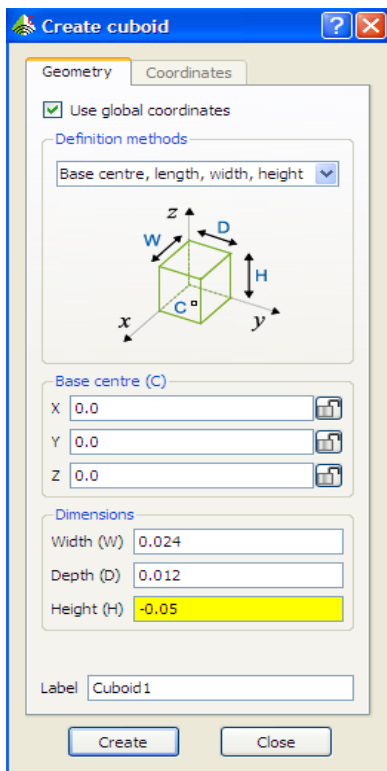 Create cuboid
Geometry Coordinates
Use global coordinates
Definition methods
Base centre, length, width, height
z
W D
H
C
x y
Base centre (C)
X 0.0
Y 0.0
Z 0.0
Dimensions
Width (W) 0.024
Depth (D) 0.012
Height (H) -0.05
Label Cuboid1
Create Close